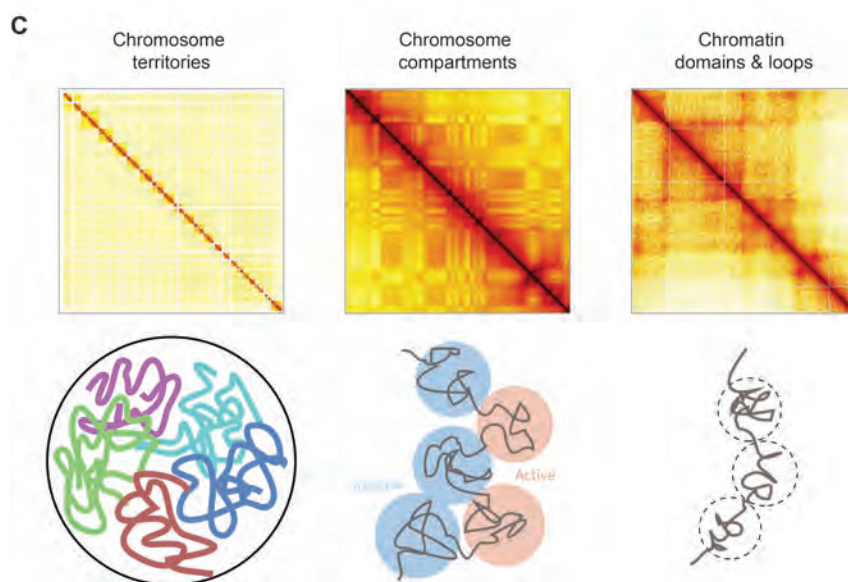 C
Chromosome
territories
Chromosome
compartments
Chromatin
domains & loops
Active